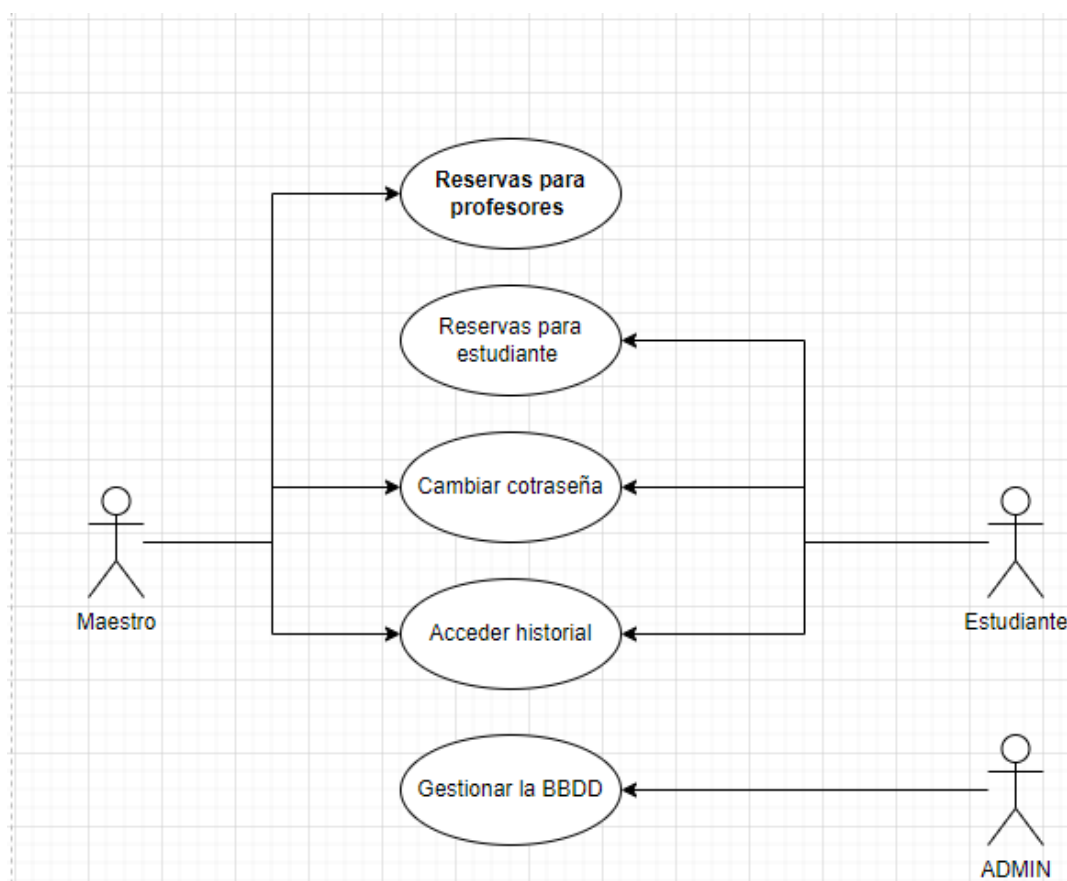 Reservas para
profesores
Reservas para
estudiante
Cambiar cotraseña
Maestro
Estudiante
Acceder historial
Gestionar la BBDD
ADMIN